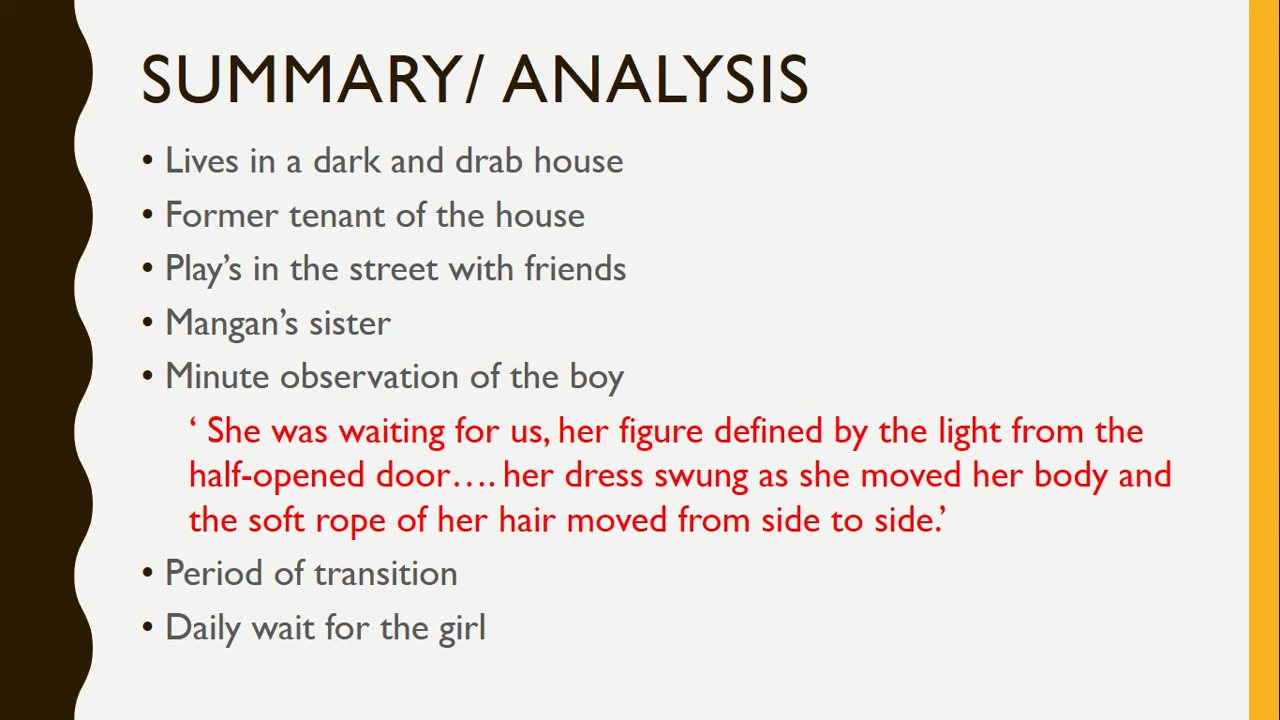 SUMMARY/ ANALYSIS
• Lives in a dark and drab house
• Former tenant of the house
• Play’s in the street with friends
• Mangan’s sister
• Minute observation of the boy
‘ She was waiting for us, her figure defined by the light from the
half-opened door…. her dress swung as she moved her body and
the soft rope of her hair moved from side to side.’
• Period of transition
• Daily wait for the girl